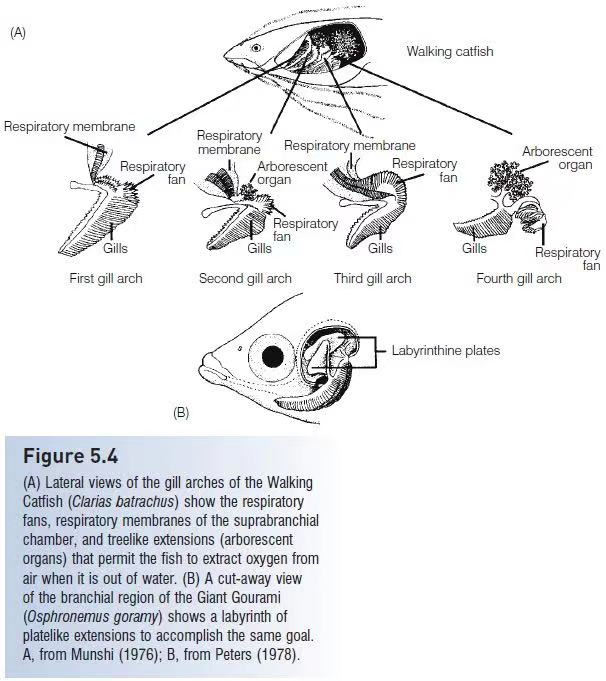 (A)
Walking catfish
Respiratory membrane
Respiratory
fan
Gills
First gill arch
Respiratory
membrane
Arborescent
organ
Respiratory
fan
Gills
Second gill arch
Respiratory membrane
Respiratory
fan
Gills
Third gill arch
Arborescent
organ
Gills
Respiratory
fan
Fourth gill arch
Labyrinthine plates
(B)
Figure 5.4
(A) Lateral views of the gill arches of the Walking
Catfish (Clarias batrachus) show the respiratory
fans, respiratory membranes of the suprabranchial
chamber, and treelike extensions (arborescent
organs) that permit the fish to extract oxygen from
air when it is out of water. (B) A cut-away view
of the branchial region of the Giant Gourami
(Osphronemus goramy) shows a labyrinth of
platelike extensions to accomplish the same goal.
A, from Munshi (1976); B, from Peters (1978).